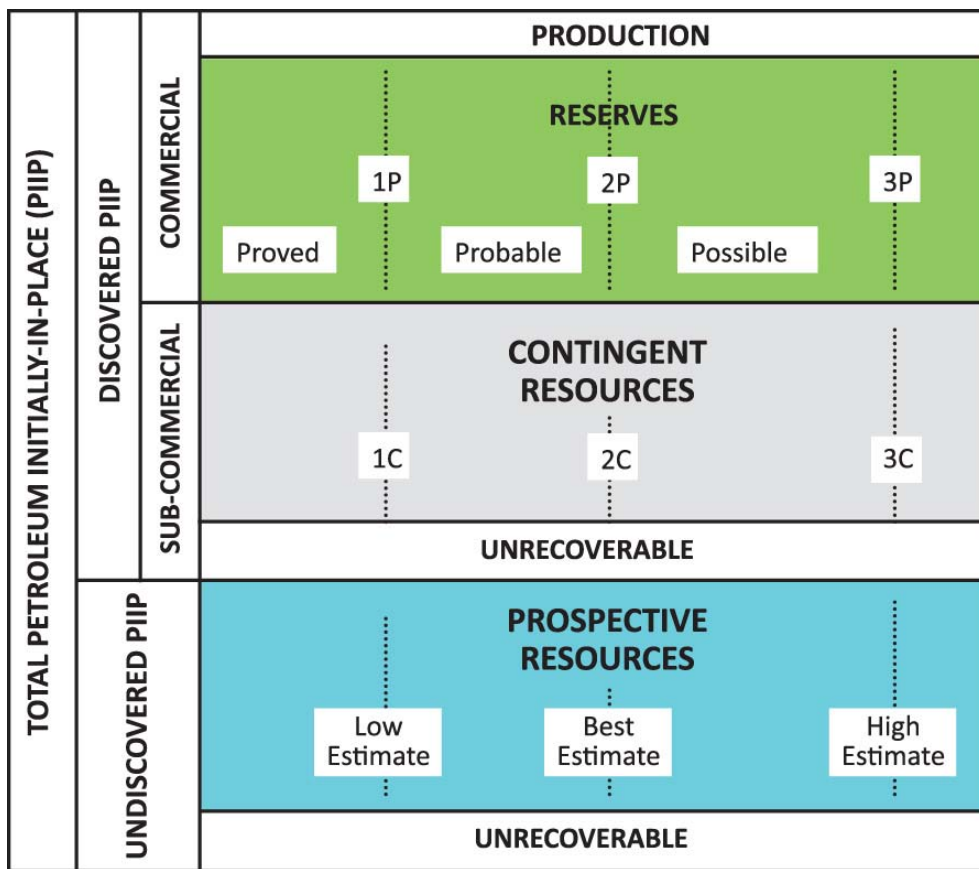 TOTAL PETROLEUM INITIALLY-IN-PLACE (PIIP)
DISCOVERED PIIP
COMMERCIAL
PRODUCTION
RESERVES
1P
2P
3P
Proved
Probable
Possible
SUB-COMMERCIAL
CONTINGENT
RESOURCES
1C
2C
3C
UNRECOVERABLE
UNDISCOVERED PIIP
PROSPECTIVE
RESOURCES
Low
Estimate
Best
Estimate
High
Estimate
UNRECOVERABLE